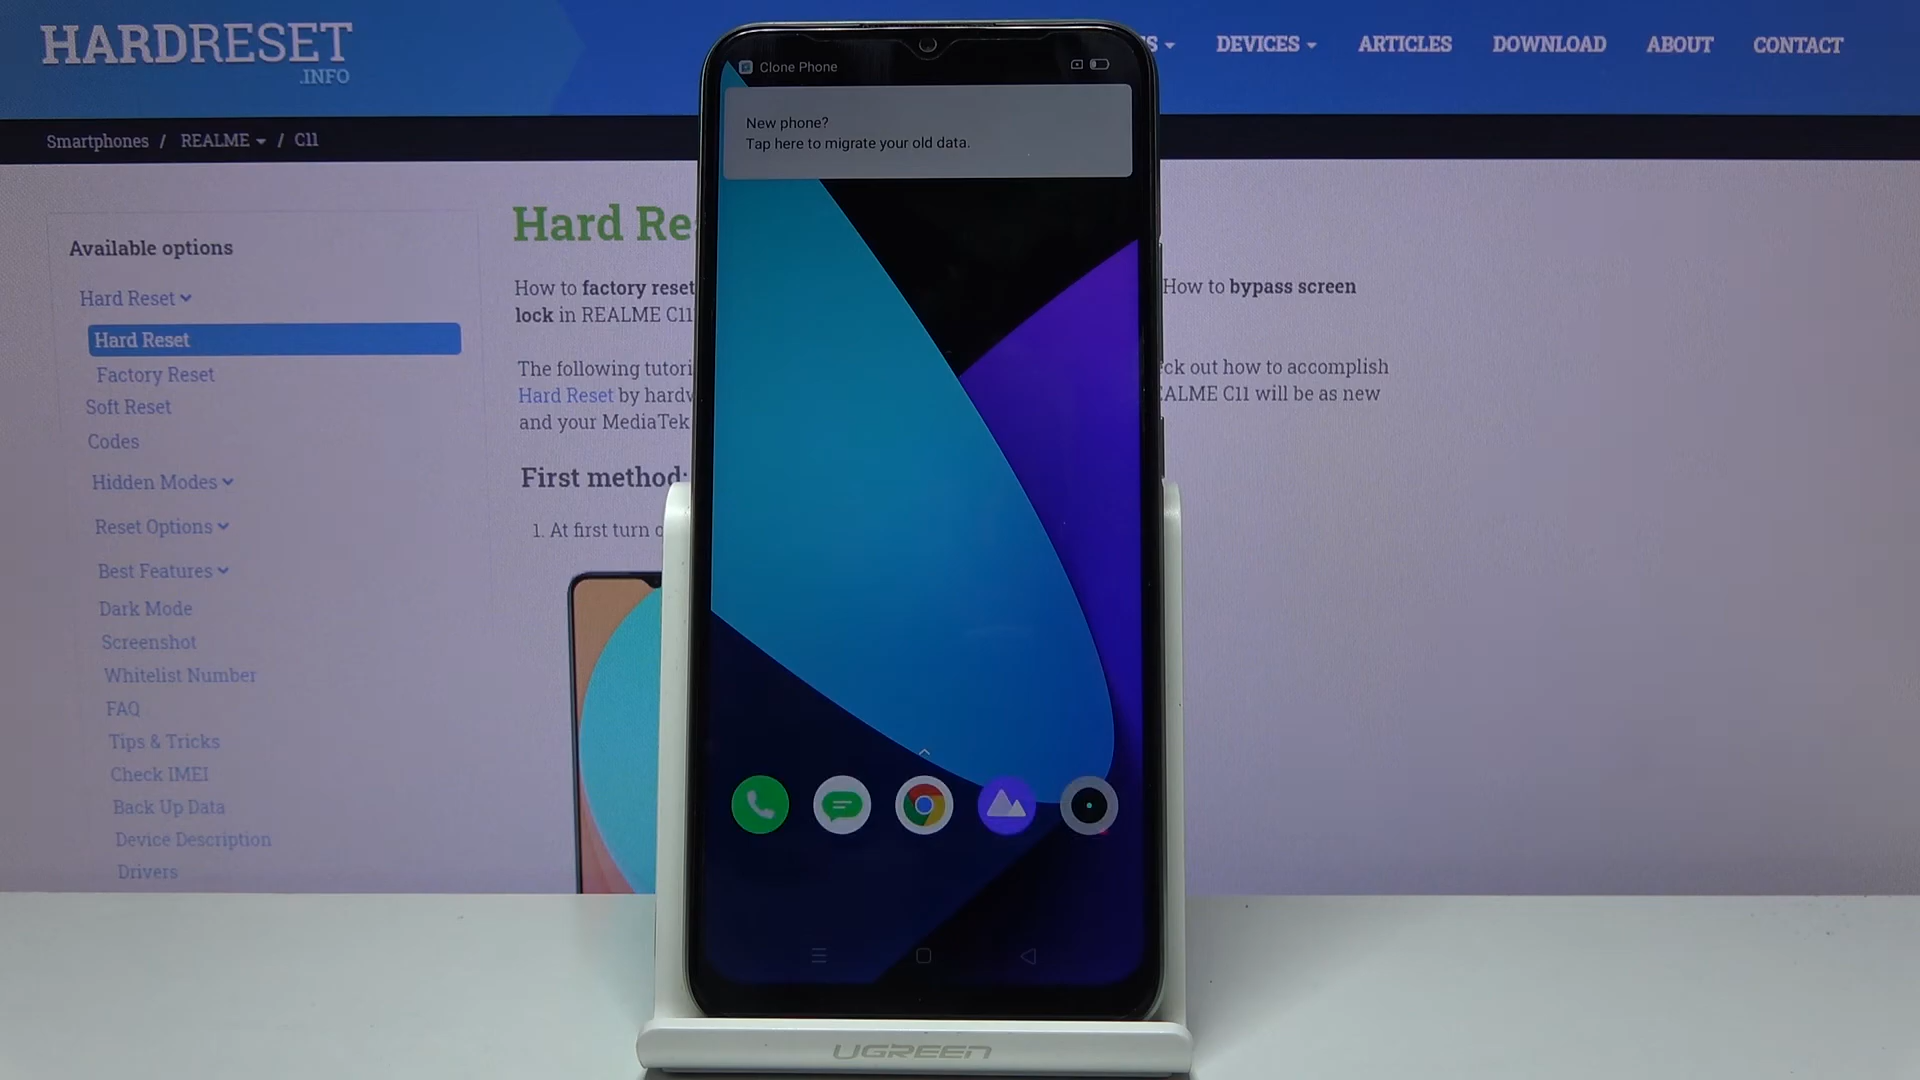 HARDRESET
.INFO
DEVICES
ARTICLES
DOWNLOAD
ABOUT
CONTACT
Smartphones / REALME / C11
Available options
Hard Reset
Hard Reset
Factory Reset
Soft Reset
Codes
Hidden Modes
Reset Options
Best Features
Dark Mode
Screenshot
Whitelist Number
FAQ
Tips & Tricks
Check IMEI
Back Up Data
Device Description
Drivers
Hard Re
How to factory reset
lock in REALME C11
How to bypass screen
The following tutori
Hard Reset by hardw
and your MediaTek
ck out how to accomplish
EALME C11 will be as new
First method:
1. At first turn o
Clone Phone
New phone?
Tap here to migrate your old data.
UGREEN